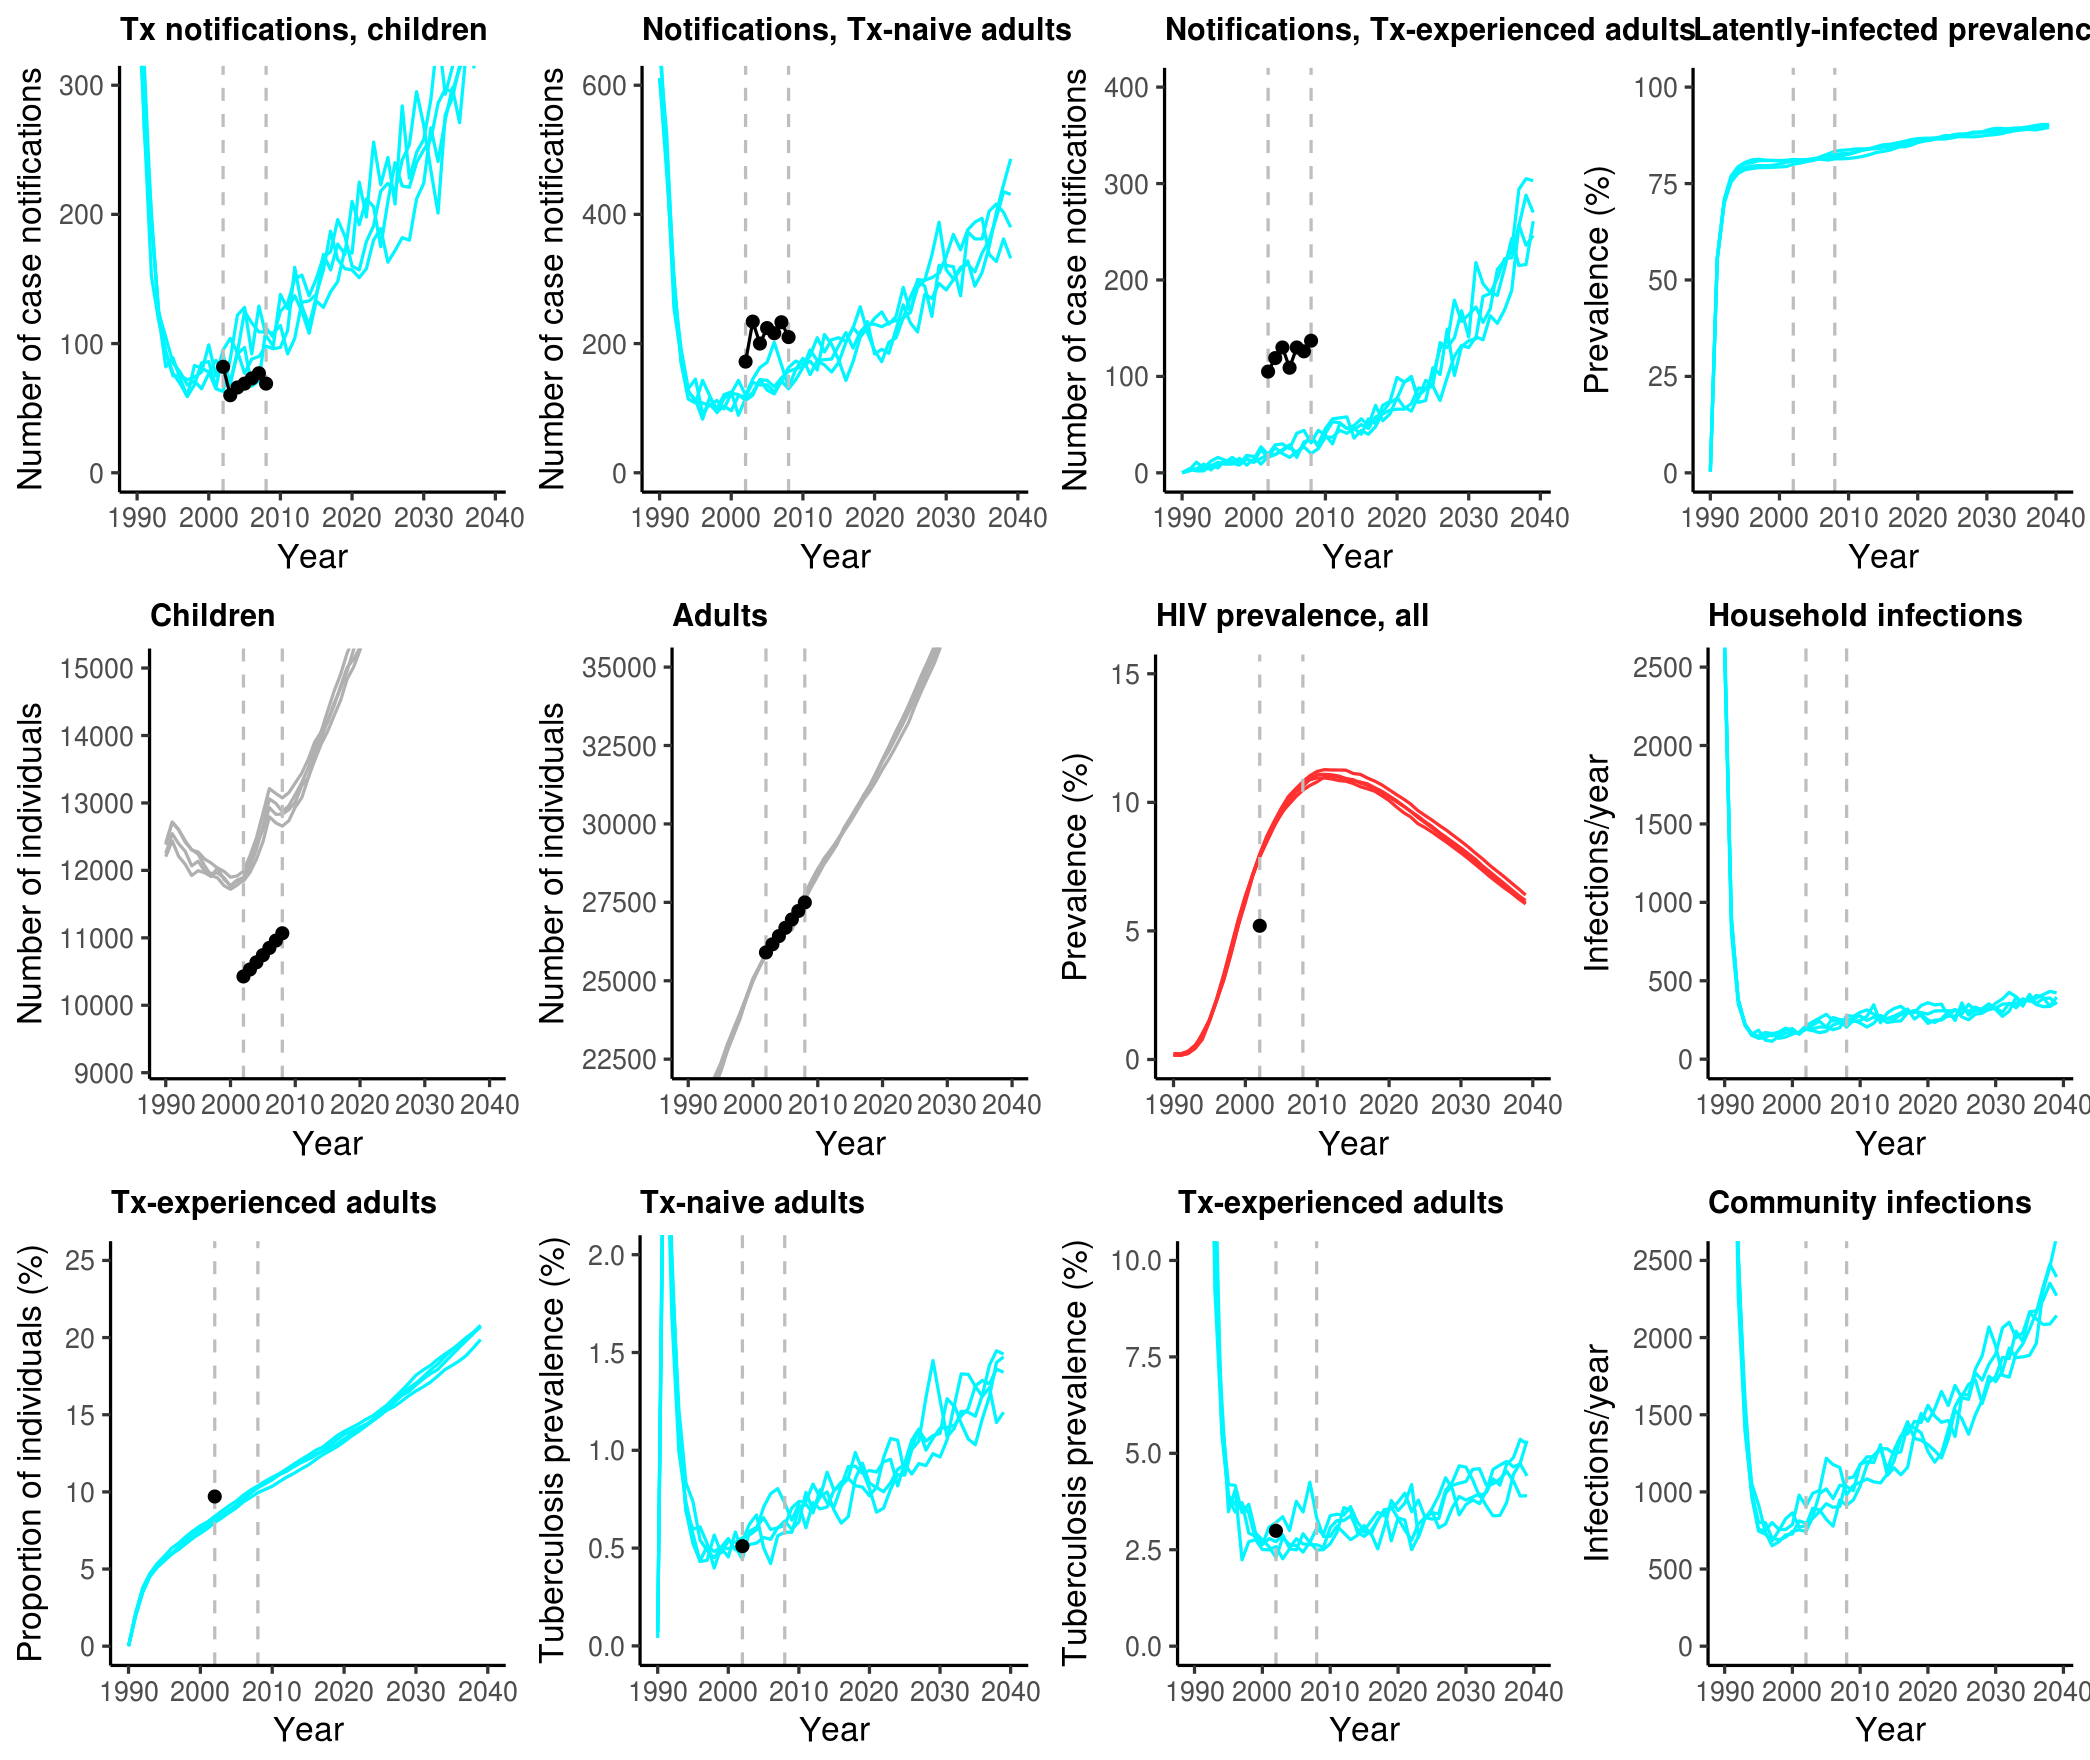 Tx notifications, children
Number of case notifications
300
200
100
0
1990 2000 2010 2020 2030 2040
Year
Notifications, Tx-naive adults
Number of case notifications
600
400
200
0
1990 2000 2010 2020 2030 2040
Year
Notifications, Tx-experienced adults
Number of case notifications
400
300
200
100
0
1990 2000 2010 2020 2030 2040
Year
Latently-infected prevalenc
Prevalence (%)
100
75
50
25
0
1990 2000 2010 2020 2030 2040
Year
Children
Number of individuals
15000
14000
13000
12000
11000
10000
9000
1990 2000 2010 2020 2030 2040
Year
Adults
Number of individuals
35000
32500
30000
27500
25000
22500
1990 2000 2010 2020 2030 2040
Year
HIV prevalence, all
Prevalence (%)
15
10
5
0
1990 2000 2010 2020 2030 2040
Year
Household infections
Infections/year
2500
2000
1500
1000
500
0
1990 2000 2010 2020 2030 2040
Year
Tx-experienced adults
Proportion of individuals (%)
25
20
15
10
5
0
1990 2000 2010 2020 2030 2040
Year
Tx-naive adults
Tuberculosis prevalence (%)
2.0
1.5
1.0
0.5
0.0
1990 2000 2010 2020 2030 2040
Year
Tx-experienced adults
Tuberculosis prevalence (%)
10.0
7.5
5.0
2.5
0.0
1990 2000 2010 2020 2030 2040
Year
Community infections
Infections/year
2500
2000
1500
1000
500
0
1990 2000 2010 2020 2030 2040
Year